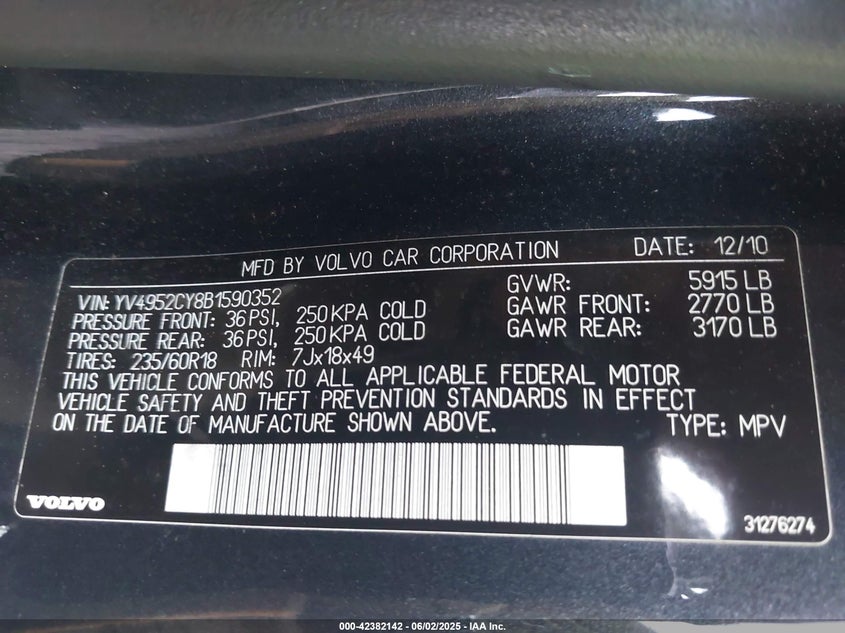 MFD BY VOLVO CAR CORPORATION DATE: 12/10
VIN: YV4952CY8B1590352 GVWR: 5915 LB
PRESSURE FRONT: 36 PSI, 250 KPA COLD GAWR FRONT: 2770 LB
PRESSURE REAR: 36 PSI, 250 KPA COLD GAWR REAR: 3170 LB
TIRES: 235/60R18 RIM: 7Jx18x49
THIS VEHICLE CONFORMS TO ALL APPLICABLE FEDERAL MOTOR
VEHICLE SAFETY AND THEFT PREVENTION STANDARDS IN EFFECT
ON THE DATE OF MANUFACTURE SHOWN ABOVE. TYPE: MPV
VOLVO 31276274
000-42382142 - 06/02/2025 - IAA Inc.